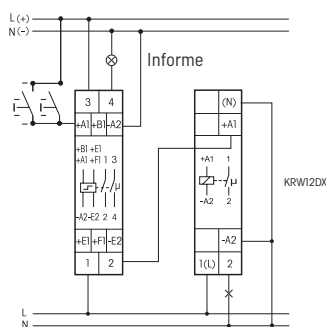 L (+)
N (-)
Informe
3 4
+A1 +B1 -A2
+B1 +E1
+A1 +F1 1 3
μ
-A2 -E2 2 4
+E1 +F1 -E2
1 2
(N)
+A1
+A1 1
μ
-A2 2
-A2
1(L) 2
KRW12DX
L
N